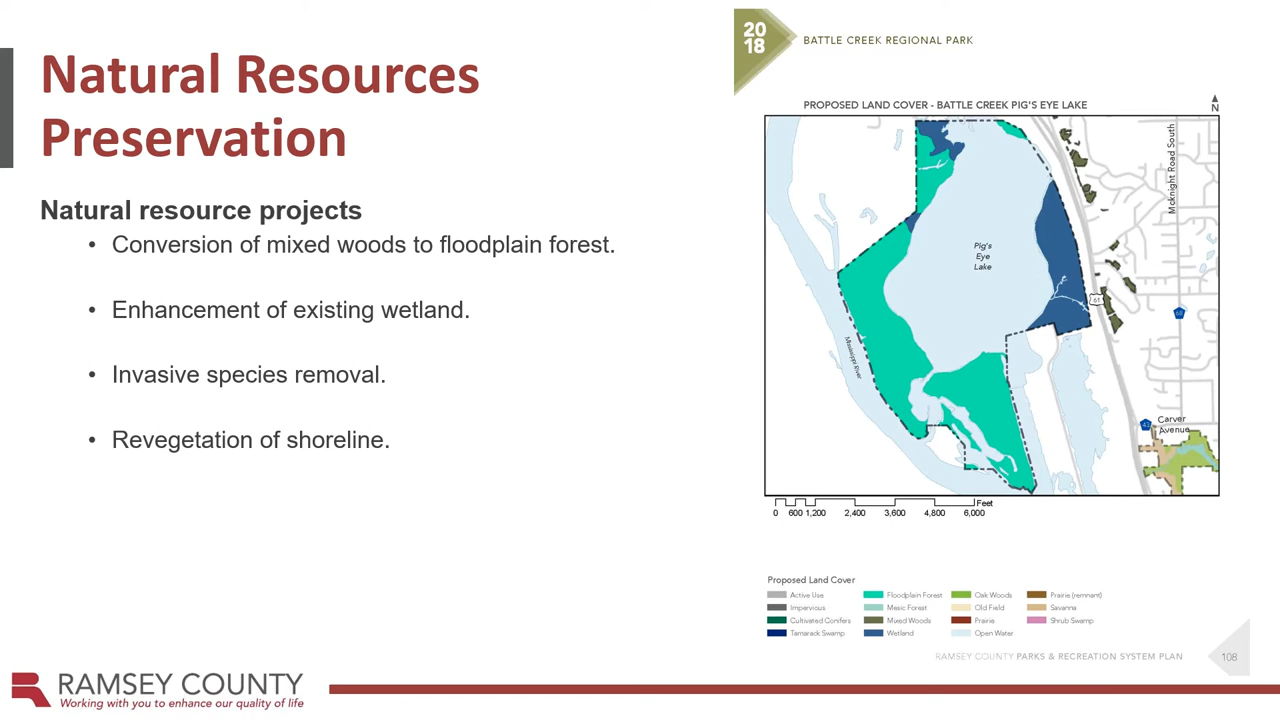 Natural Resources
Preservation
Natural resource projects
• Conversion of mixed woods to floodplain forest.
• Enhancement of existing wetland.
• Invasive species removal.
• Revegetation of shoreline.
20
18
BATTLE CREEK REGIONAL PARK
PROPOSED LAND COVER - BATTLE CREEK PIG'S EYE LAKE
N
Mcknight Road South
Pig's
Eye
Lake
61
68
Mississippi River
Carver
Avenue
Feet
0 600 1,200 2,400 3,600 4,800 6,000
Proposed Land Cover
Active Use Floodplain Forest Oak Woods Prairie (remnant)
Impervious Mesic Forest Old Field Savanna
Cultivated Conifers Mixed Woods Prairie Shrub Swamp
Tamarack Swamp Wetland Open Water
RAMSEY COUNTY PARKS & RECREATION SYSTEM PLAN 108
RAMSEY COUNTY
Working with you to enhance our quality of life